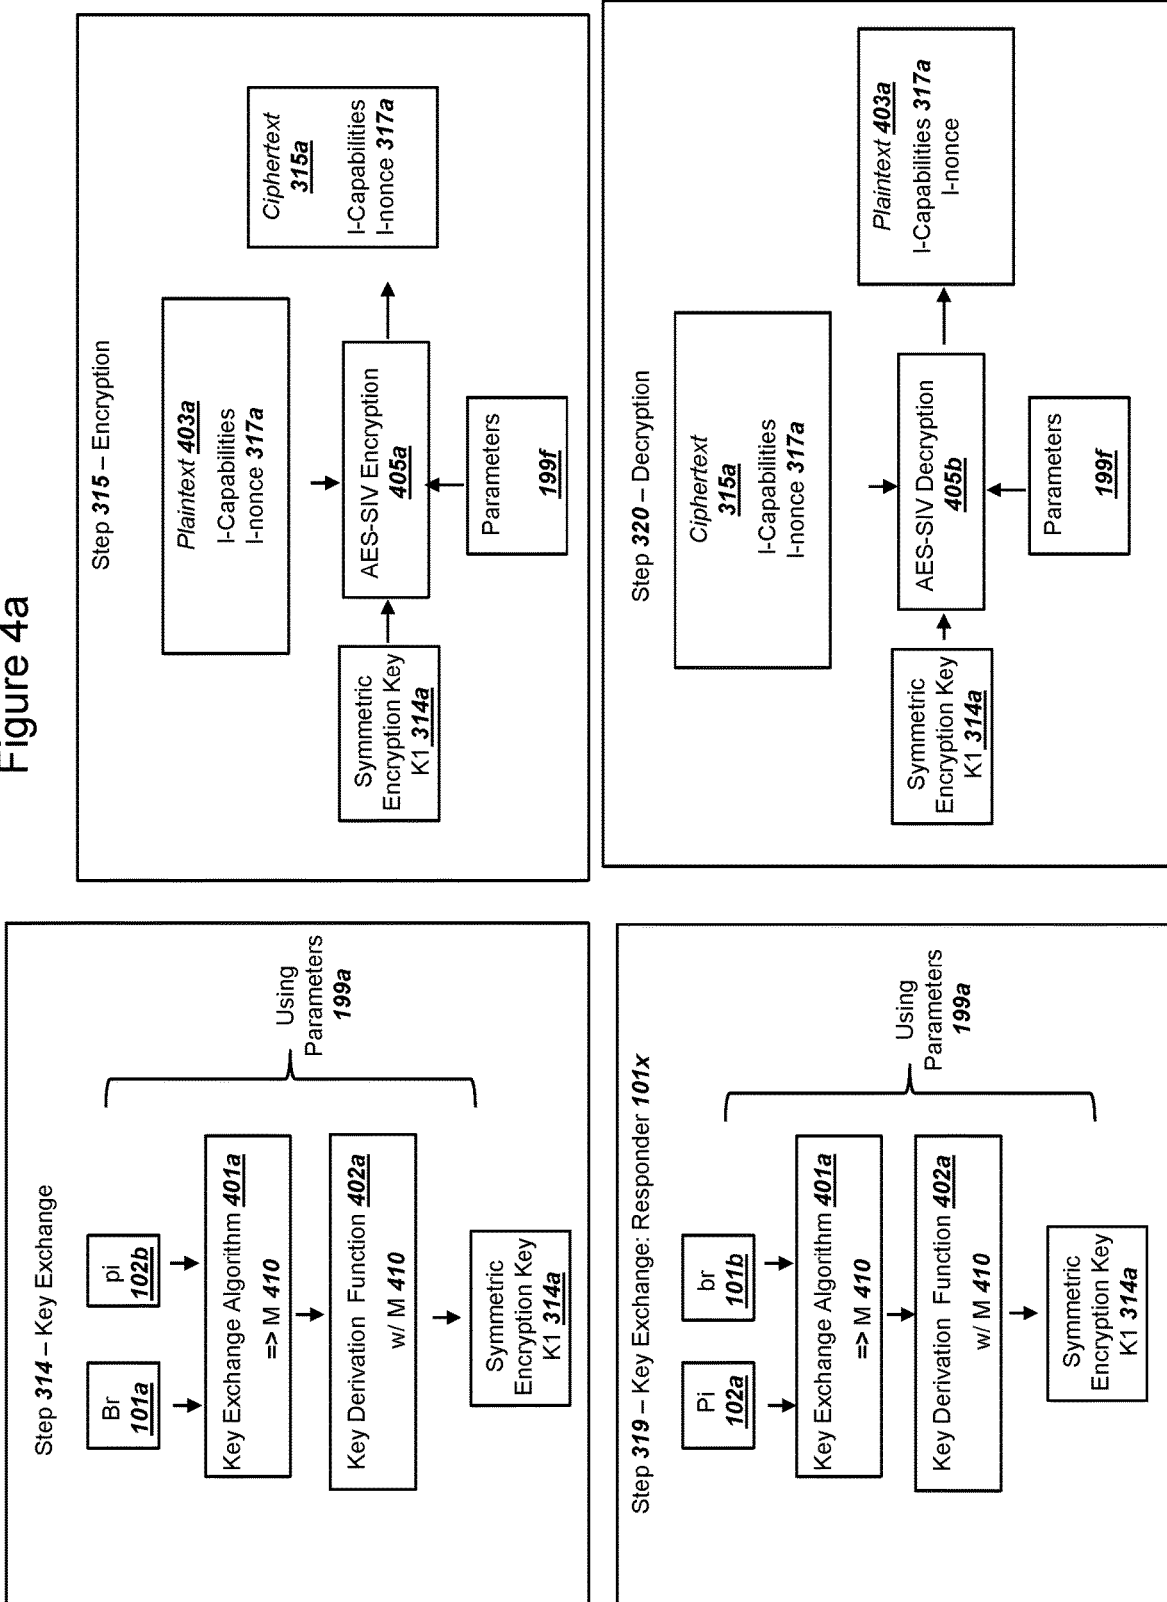 Figure 4a
Step 314 – Key Exchange
Br
101a
pi
102b
Key Exchange Algorithm 401a
=> M 410
Key Derivation Function 402a
w/ M 410
Symmetric
Encryption Key
K1 314a
Using
Parameters
199a
Step 315 – Encryption
Plaintext 403a
I-Capabilities
I-nonce 317a
Symmetric
Encryption Key
K1 314a
AES-SIV Encryption
405a
Parameters
199f
Ciphertext
315a
I-Capabilities
I-nonce 317a
Step 319 – Key Exchange: Responder 101x
Pi
102a
br
101b
Key Exchange Algorithm 401a
=> M 410
Key Derivation Function 402a
w/ M 410
Symmetric
Encryption Key
K1 314a
Using
Parameters
199a
Step 320 – Decryption
Ciphertext
315a
I-Capabilities
I-nonce 317a
Symmetric
Encryption Key
K1 314a
AES-SIV Decryption
405b
Parameters
199f
Plaintext 403a
I-Capabilities 317a
I-nonce